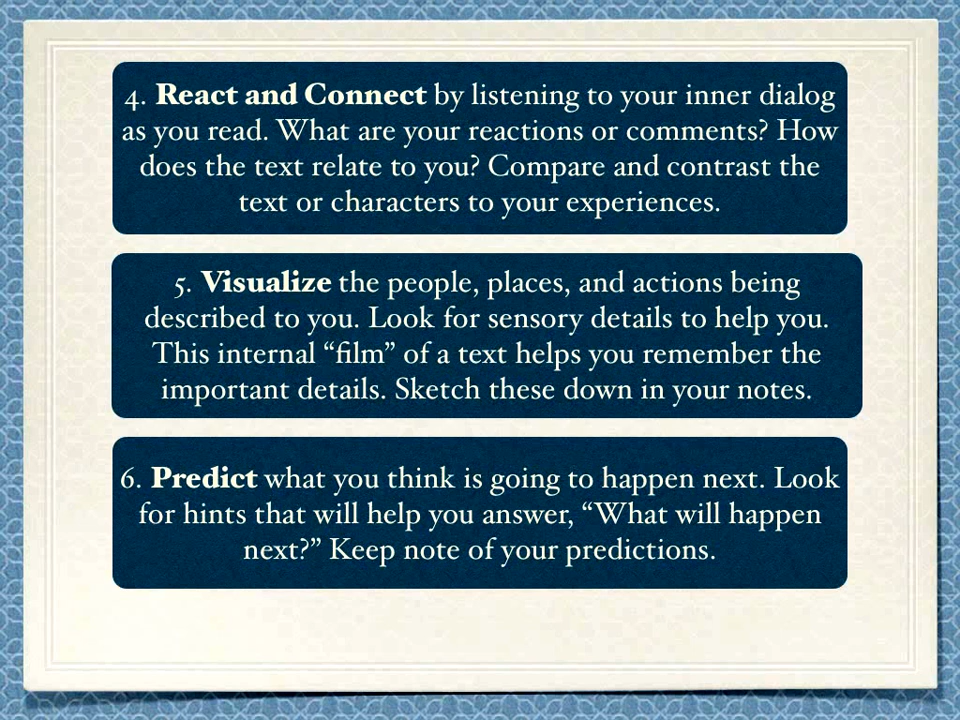 4. React and Connect by listening to your inner dialog
as you read. What are your reactions or comments? How
does the text relate to you? Compare and contrast the
text or characters to your experiences.
5. Visualize the people, places, and actions being
described to you. Look for sensory details to help you.
This internal “film” of a text helps you remember the
important details. Sketch these down in your notes.
6. Predict what you think is going to happen next. Look
for hints that will help you answer, “What will happen
next?” Keep note of your predictions.